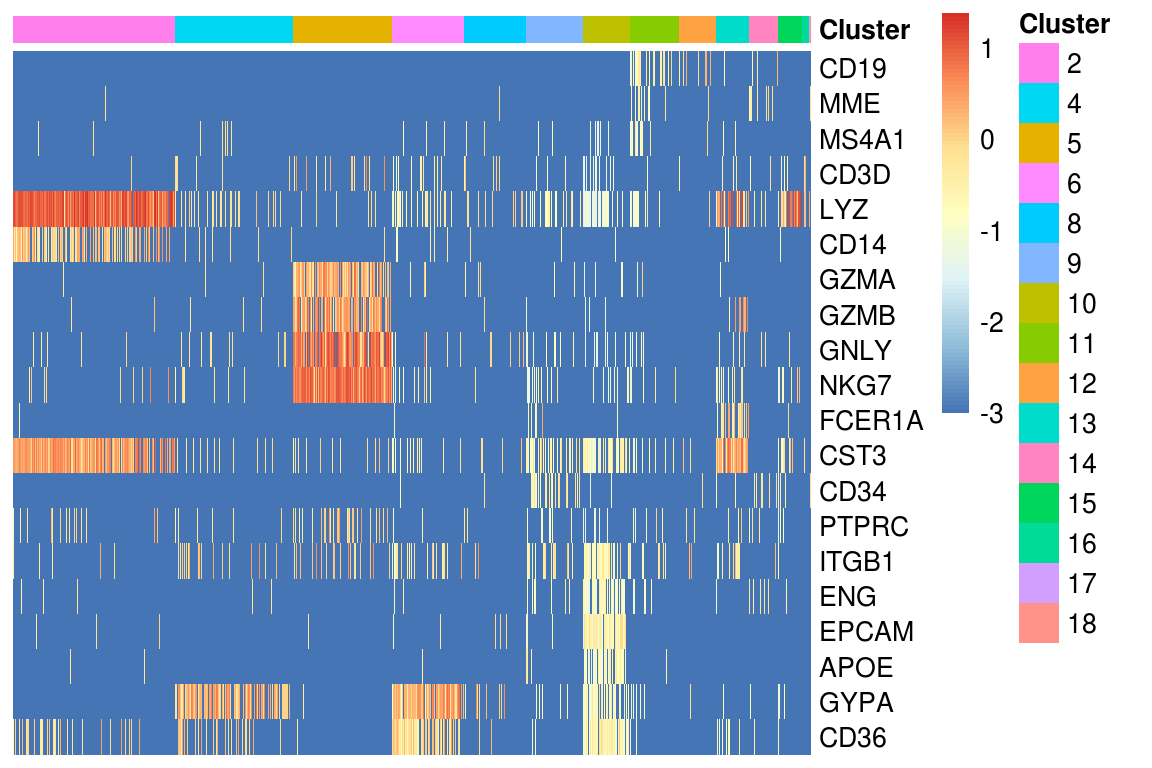 Cluster
CD19
MME
MS4A1
CD3D
LYZ
CD14
GZMA
GZMB
GNLY
NKG7
FCER1A
CST3
CD34
PTPRC
ITGB1
ENG
EPCAM
APOE
GYPA
CD36
1
0
-1
-2
-3
Cluster
2
4
5
6
8
9
10
11
12
13
14
15
16
17
18